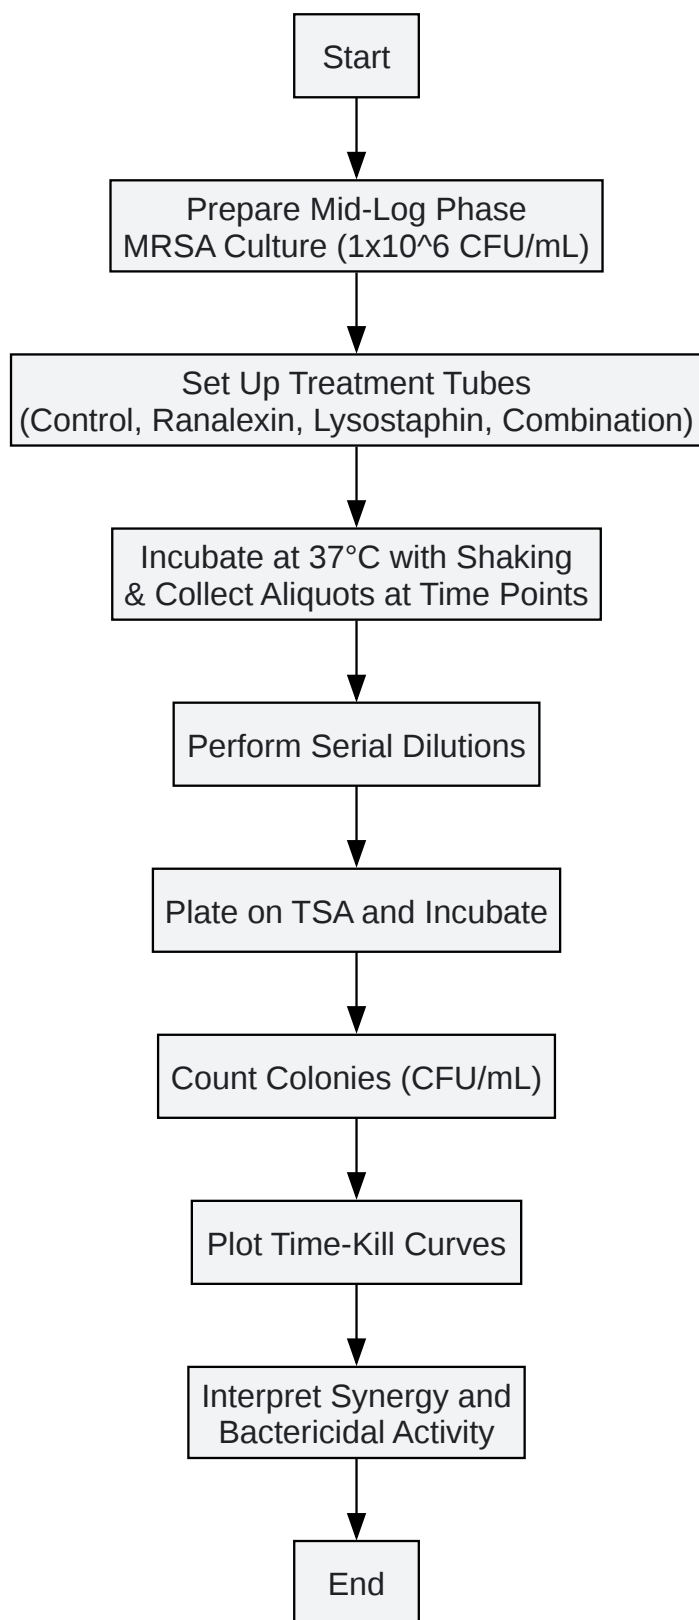 Start
Prepare Mid-Log Phase
MRSA Culture (1x10^6 CFU/mL)
Set Up Treatment Tubes
(Control, Ranalexin, Lysostaphin, Combination)
Incubate at 37°C with Shaking
& Collect Aliquots at Time Points
Perform Serial Dilutions
Plate on TSA and Incubate
Count Colonies (CFU/mL)
Plot Time-Kill Curves
Interpret Synergy and
Bactericidal Activity
End